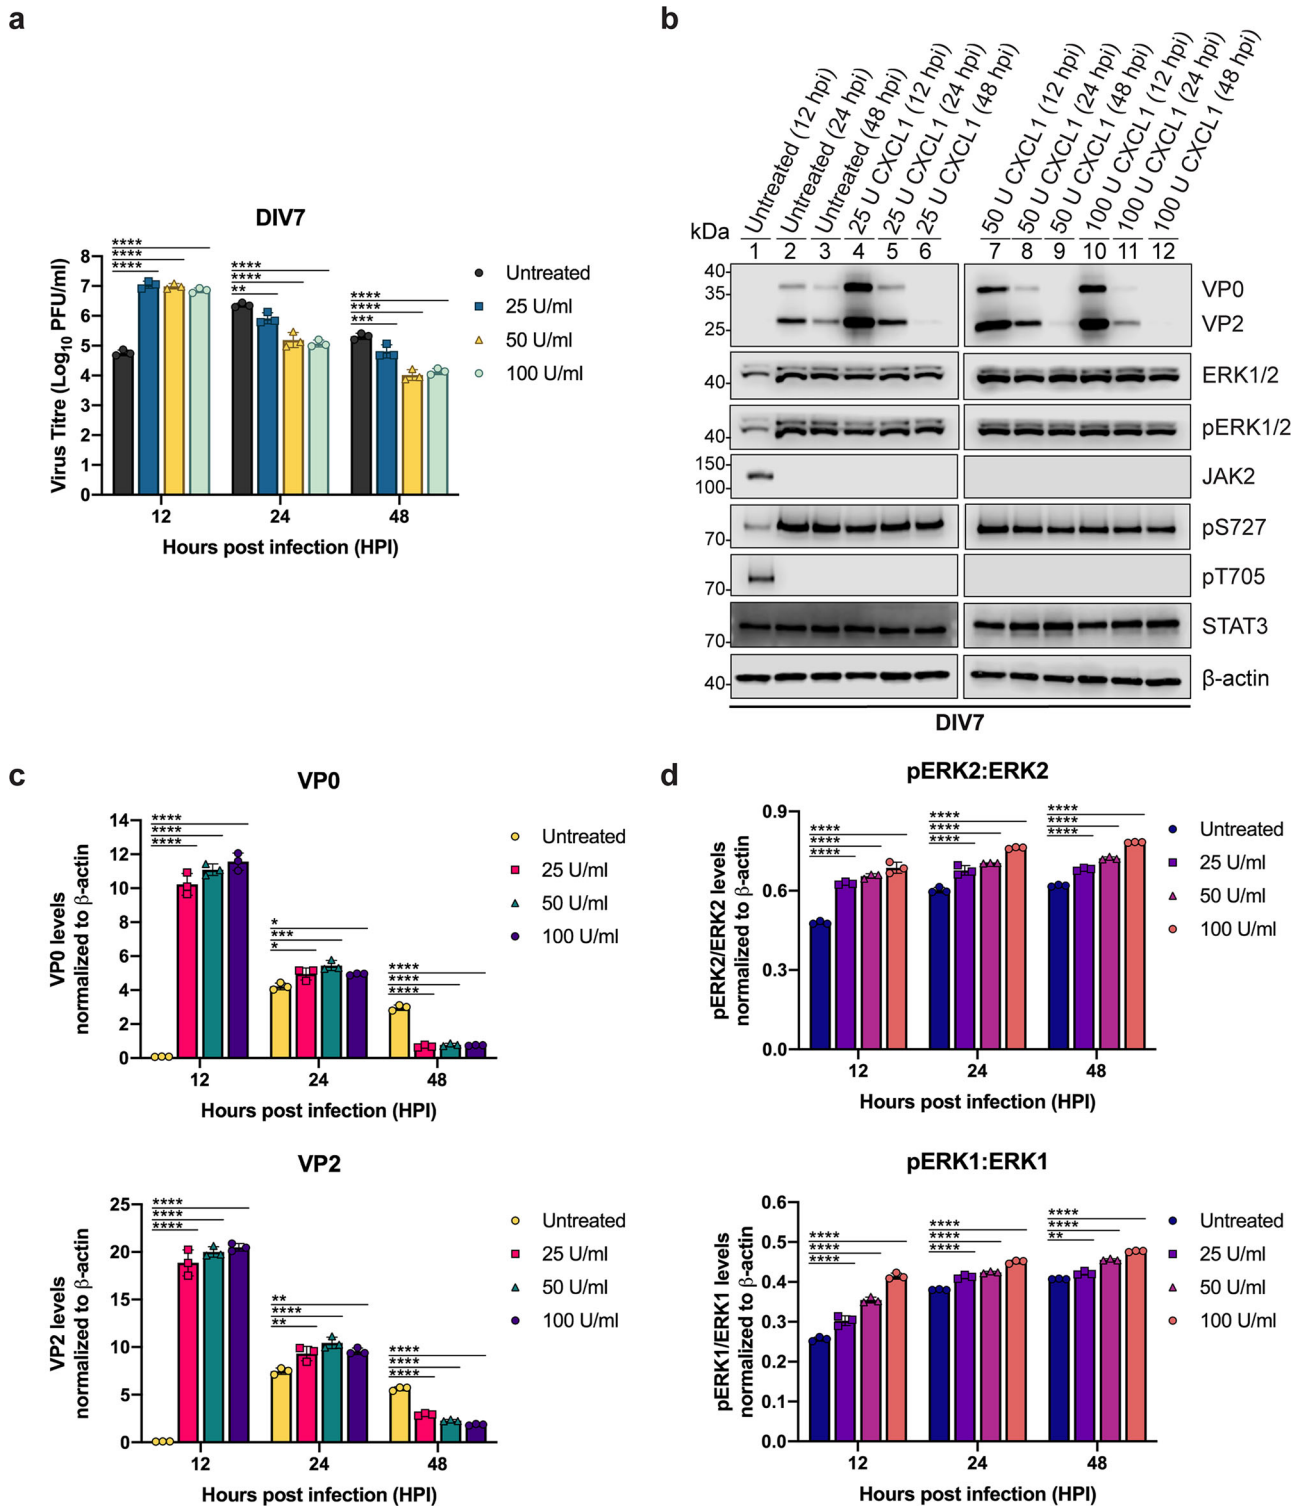 a
DIV7
Virus Titre (Log10 PFU/ml)
8
7
6
5
4
3
2
1
0
****
****
****
****
****
**
****
****
***
12
24
48
Hours post infection (HPI)
Untreated
25 U/ml
50 U/ml
100 U/ml
b
Untreated (12 hpi)
Untreated (24 hpi)
Untreated (48 hpi)
25 U CXCL1 (12 hpi)
25 U CXCL1 (24 hpi)
25 U CXCL1 (48 hpi)
50 U CXCL1 (12 hpi)
50 U CXCL1 (24 hpi)
50 U CXCL1 (48 hpi)
100 U CXCL1 (12 hpi)
100 U CXCL1 (24 hpi)
100 U CXCL1 (48 hpi)
kDa
1 2 3 4 5 6 7 8 9 10 11 12
40
35
25
VP0
VP2
40
ERK1/2
40
pERK1/2
150
100
JAK2
70
pS727
70
pT705
70
STAT3
40
β-actin
DIV7
c
VP0
VP0 levels
normalized to β-actin
14
12
10
8
6
4
2
0
****
****
****
*
***
*
****
****
****
12
24
48
Hours post infection (HPI)
Untreated
25 U/ml
50 U/ml
100 U/ml
VP2
VP2 levels
normalized to β-actin
25
20
15
10
5
0
****
****
****
**
****
**
****
****
****
12
24
48
Hours post infection (HPI)
Untreated
25 U/ml
50 U/ml
100 U/ml
d
pERK2:ERK2
pERK2/ERK2 levels
normalized to β-actin
0.9
0.6
0.3
0.0
****
****
****
****
****
****
****
****
****
12
24
48
Hours post infection (HPI)
Untreated
25 U/ml
50 U/ml
100 U/ml
pERK1:ERK1
pERK1/ERK1 levels
normalized to β-actin
0.6
0.5
0.4
0.3
0.2
0.1
0.0
****
****
****
****
****
****
****
****
**
12
24
48
Hours post infection (HPI)
Untreated
25 U/ml
50 U/ml
100 U/ml